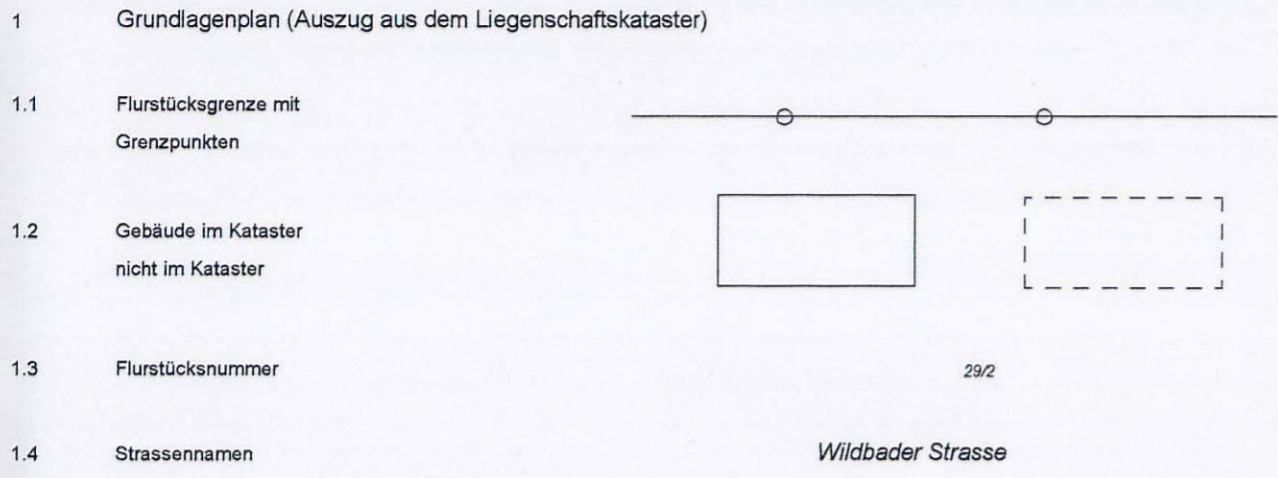 1 Grundlagenplan (Auszug aus dem Liegenschaftskataster)
1.1 Flurstücksgrenze mit
Grenzpunkten
1.2 Gebäude im Kataster
nicht im Kataster
1.3 Flurstücksnummer 29/2
1.4 Strassennamen Wildbader Strasse